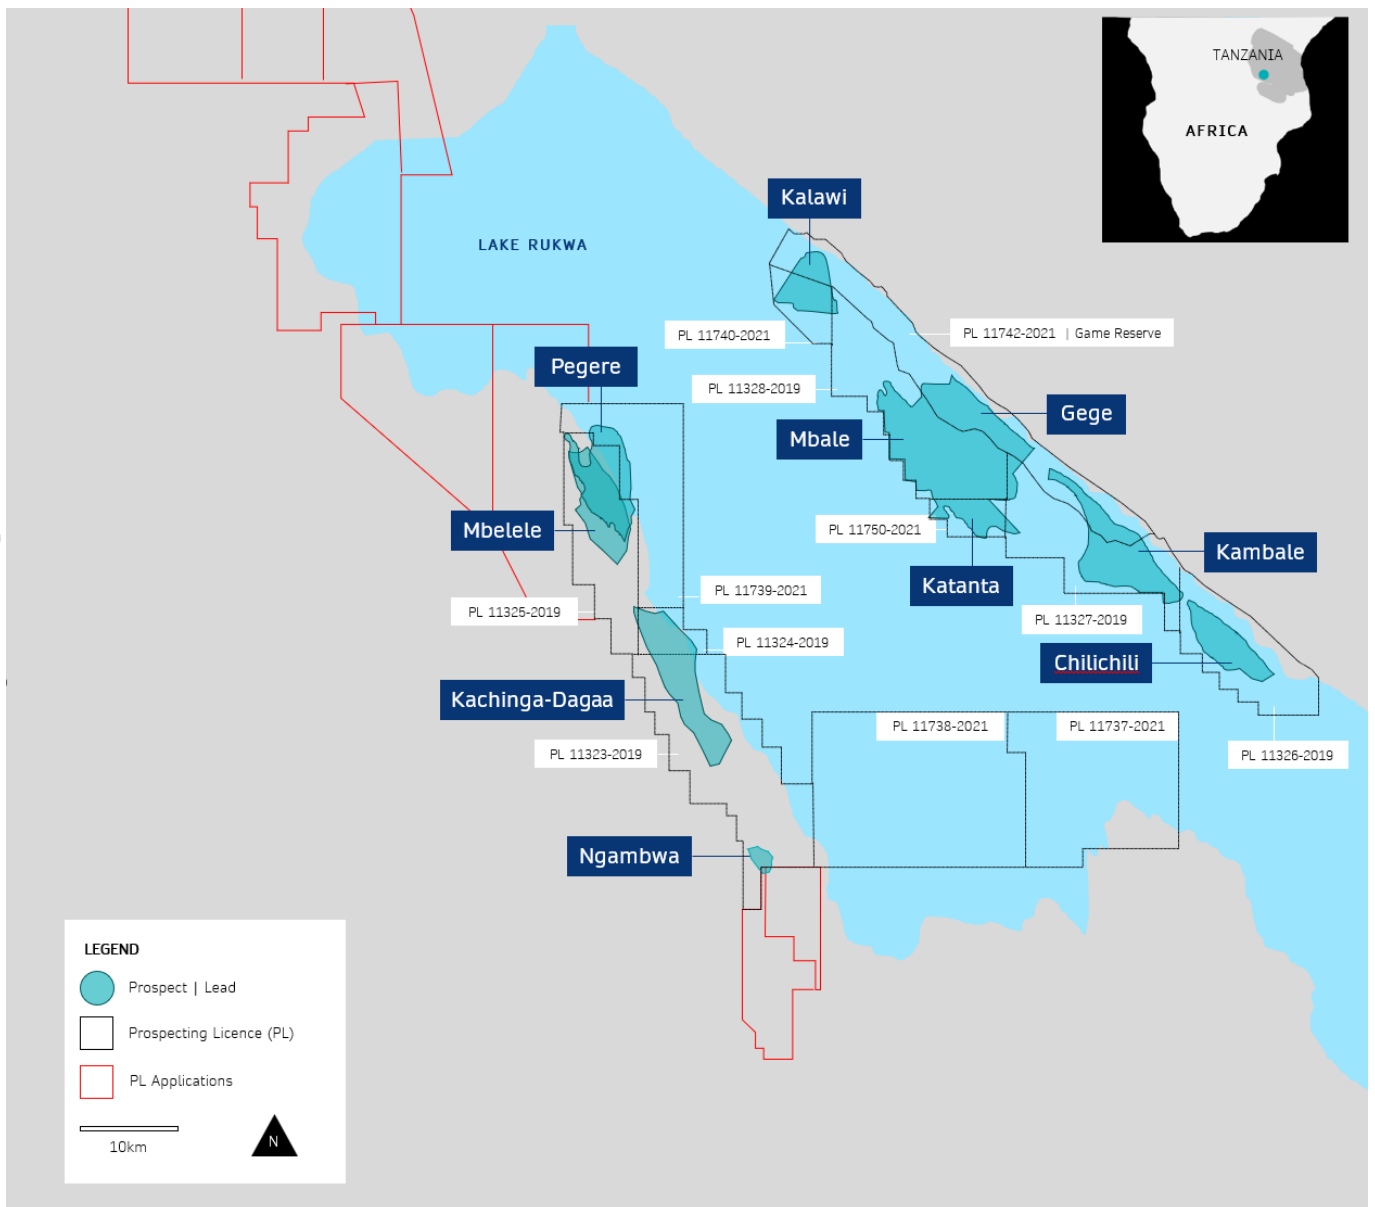 TANZANIA
AFRICA
Kalawi
LAKE RUKWA
PL 11740-2021
PL 11742-2021 | Game Reserve
Pegere
PL 11328-2019
Gege
Mbale
Mbelele
PL 11750-2021
Kambale
Katanta
PL 11739-2021
PL 11325-2019
PL 11327-2019
PL 11324-2019
Chilichili
Kachinga-Dagaa
PL 11738-2021
PL 11737-2021
PL 11323-2019
PL 11326-2019
Ngambwa
LEGEND
Prospect | Lead
Prospecting Licence (PL)
PL Applications
10km
N